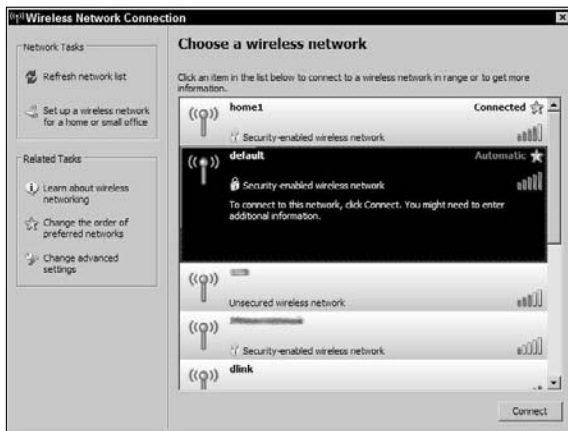 Wireless Network Connection
Network Tasks
Refresh network list
Set up a wireless network
for a home or small office
Related Tasks
Learn about wireless
networking
Change the order of
preferred networks
Change advanced
settings
Choose a wireless network
Click an item in the list below to connect to a wireless network in range or to get more
information.
home1 Connected
Security-enabled wireless network
default Automatic
Security-enabled wireless network
To connect to this network, click Connect. You might need to enter
additional information.
Unsecured wireless network
Security-enabled wireless network
dlink
Connect